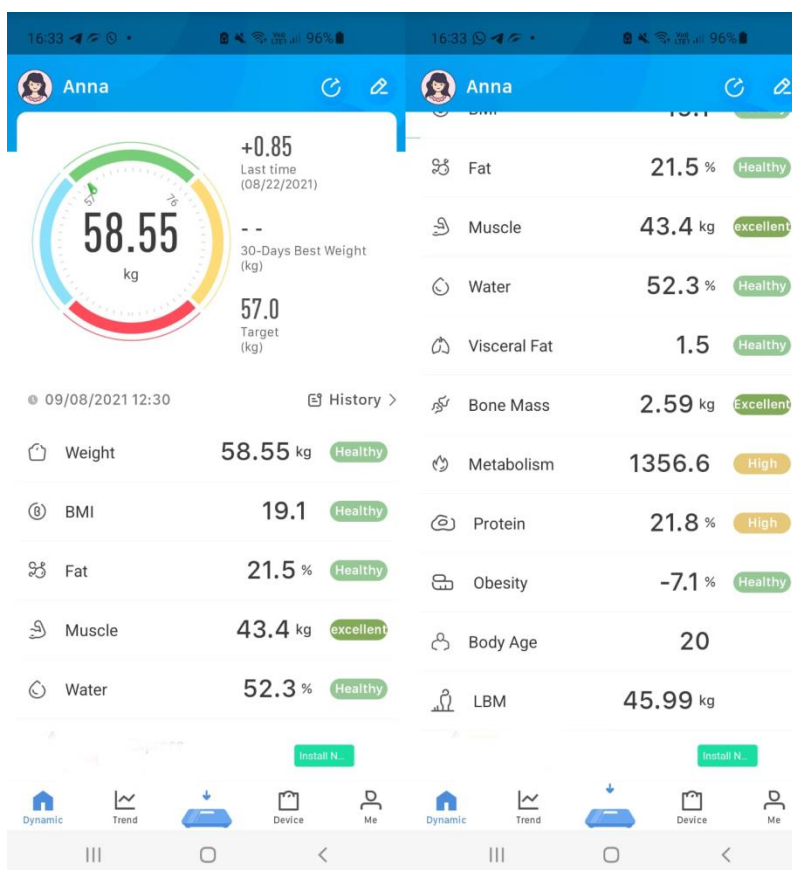 16:33
Vo)) LTE1 96%
Anna
+0.85
Last time
(08/22/2021)
57
76
58.55
kg
- -
30-Days Best Weight
(kg)
57.0
Target
(kg)
09/08/2021 12:30
History >
Weight 58.55 kg Healthy
BMI 19.1 Healthy
Fat 21.5 % Healthy
Muscle 43.4 kg excellent
Water 52.3 % Healthy
Install N...
Dynamic Trend Device Me
16:33
Vo)) LTE1 96%
Anna
Fat 21.5 % Healthy
Muscle 43.4 kg excellent
Water 52.3 % Healthy
Visceral Fat 1.5 Healthy
Bone Mass 2.59 kg Excellent
Metabolism 1356.6 High
Protein 21.8 % High
Obesity -7.1 % Healthy
Body Age 20
LBM 45.99 kg
Install N...
Dynamic Trend Device Me